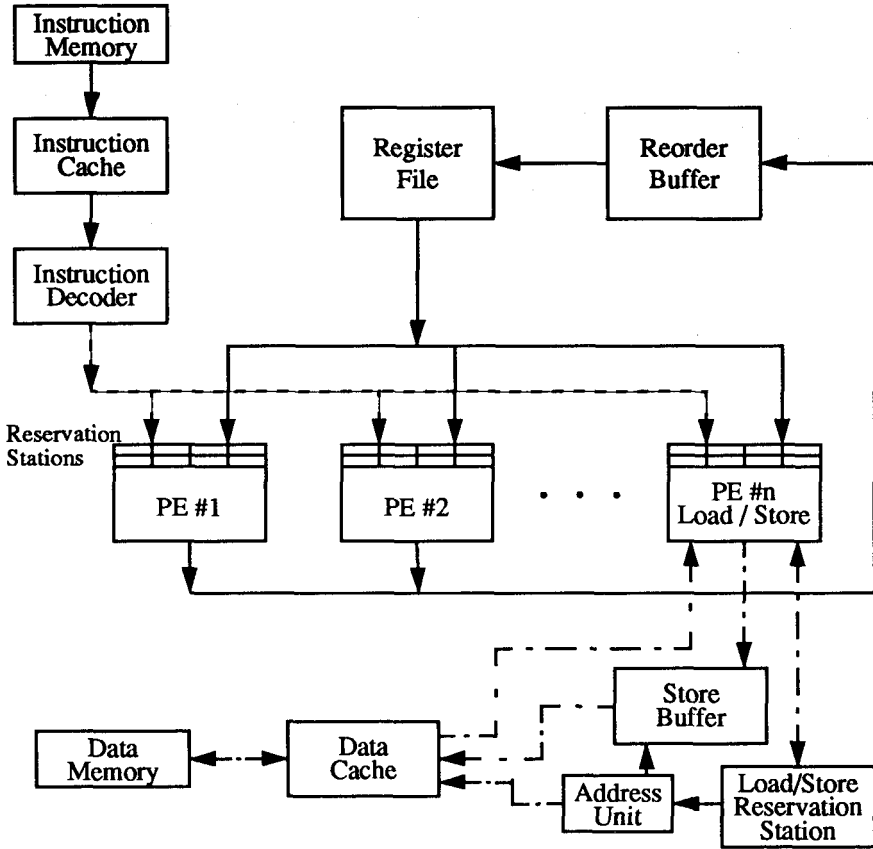 Instruction
Memory
Instruction
Cache
Register
File
Reorder
Buffer
Instruction
Decoder
Reservation
Stations
PE #1
PE #2
. . .
PE #n
Load / Store
Store
Buffer
Data
Memory
Data
Cache
Address
Unit
Load/Store
Reservation
Station